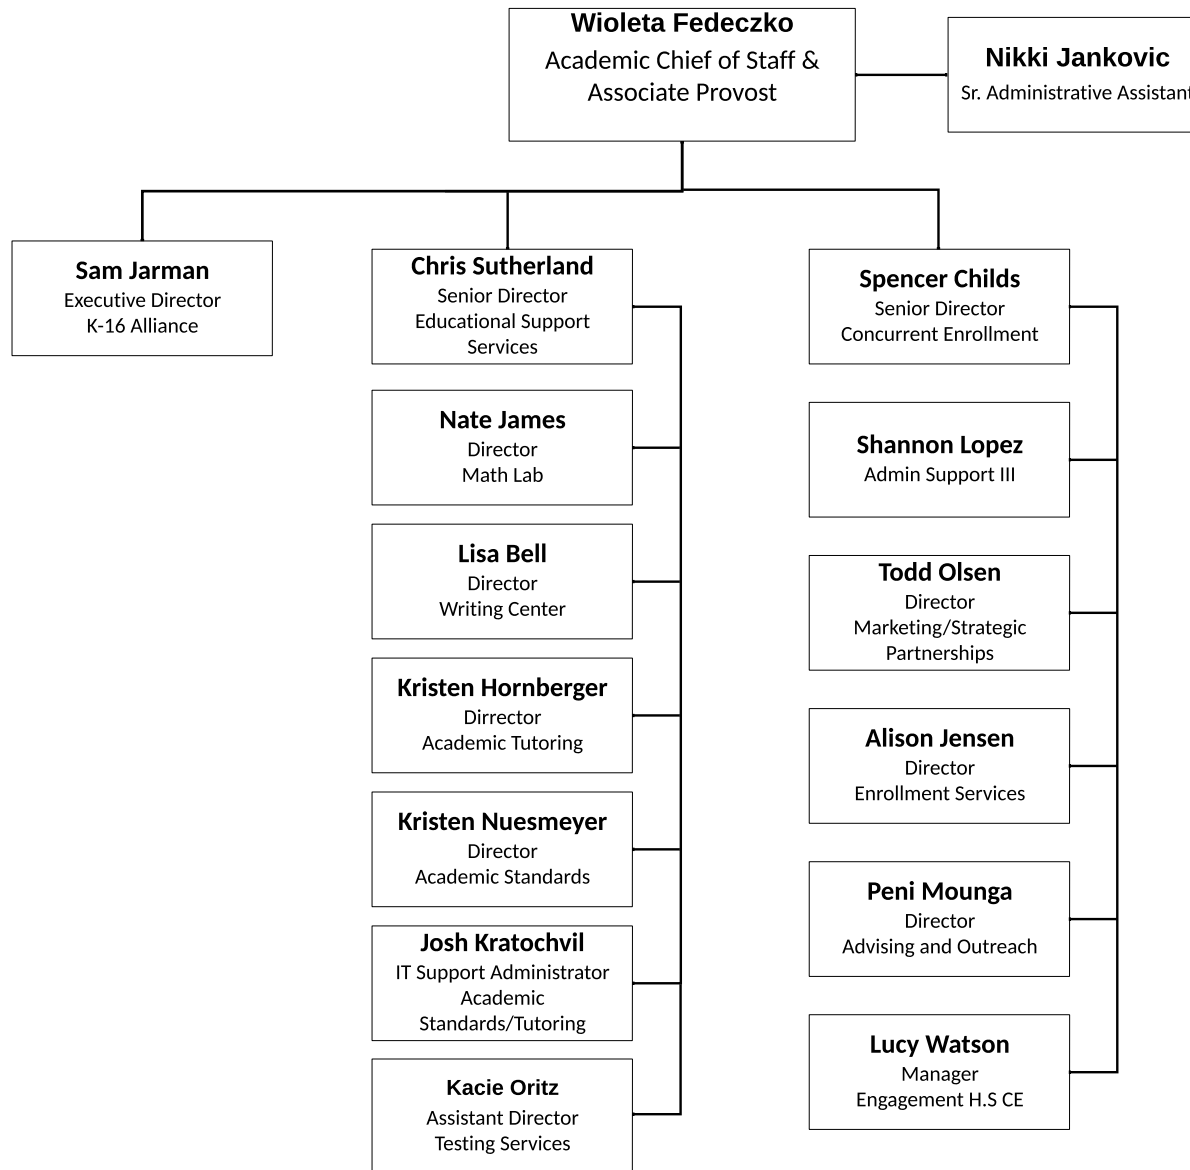 Wioleta Fedeczko
Academic Chief of Staff &
Associate Provost
Nikki Jankovic
Sr. Administrative Assistant
Sam Jarman
Executive Director
K-16 Alliance
Chris Sutherland
Senior Director
Educational Support
Services
Nate James
Director
Math Lab
Lisa Bell
Director
Writing Center
Kristen Hornberger
Dirrector
Academic Tutoring
Kristen Nuesmeyer
Director
Academic Standards
Josh Kratochvil
IT Support Administrator
Academic
Standards/Tutoring
Kacie Oritz
Assistant Director
Testing Services
Spencer Childs
Senior Director
Concurrent Enrollment
Shannon Lopez
Admin Support III
Todd Olsen
Director
Marketing/Strategic
Partnerships
Alison Jensen
Director
Enrollment Services
Peni Mounga
Director
Advising and Outreach
Lucy Watson
Manager
Engagement H.S CE